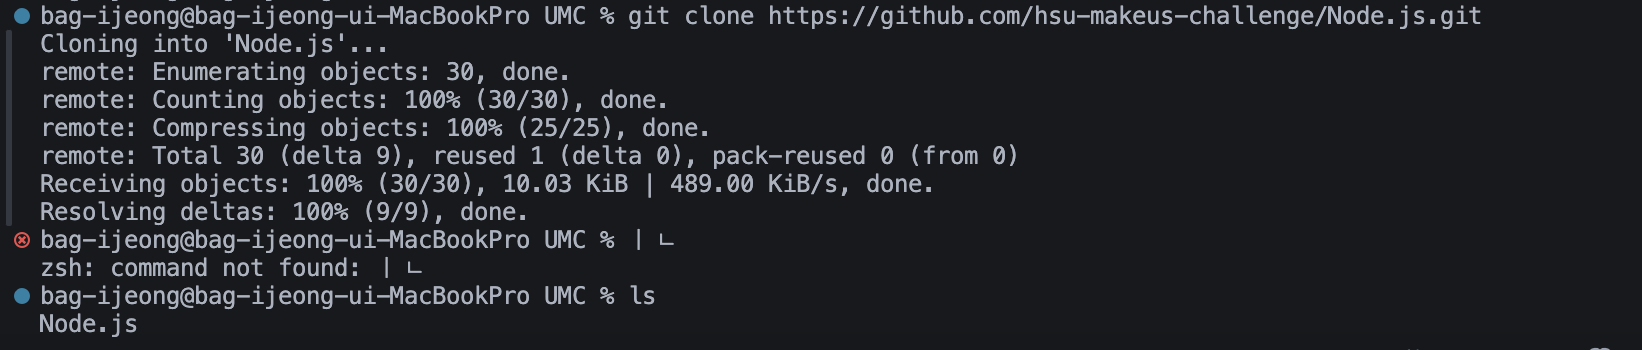 bag-ijeong@bag-ijeong-ui-MacBookPro UMC % git clone https://github.com/hsu-makeus-challenge/Node.js.git
Cloning into 'Node.js'...
remote: Enumerating objects: 30, done.
remote: Counting objects: 100% (30/30), done.
remote: Compressing objects: 100% (25/25), done.
remote: Total 30 (delta 9), reused 1 (delta 0), pack-reused 0 (from 0)
Receiving objects: 100% (30/30), 10.03 KiB | 489.00 KiB/s, done.
Resolving deltas: 100% (9/9), done.
bag-ijeong@bag-ijeong-ui-MacBookPro UMC % ㅣㄴ
zsh: command not found: ㅣㄴ
bag-ijeong@bag-ijeong-ui-MacBookPro UMC % ls
Node.js